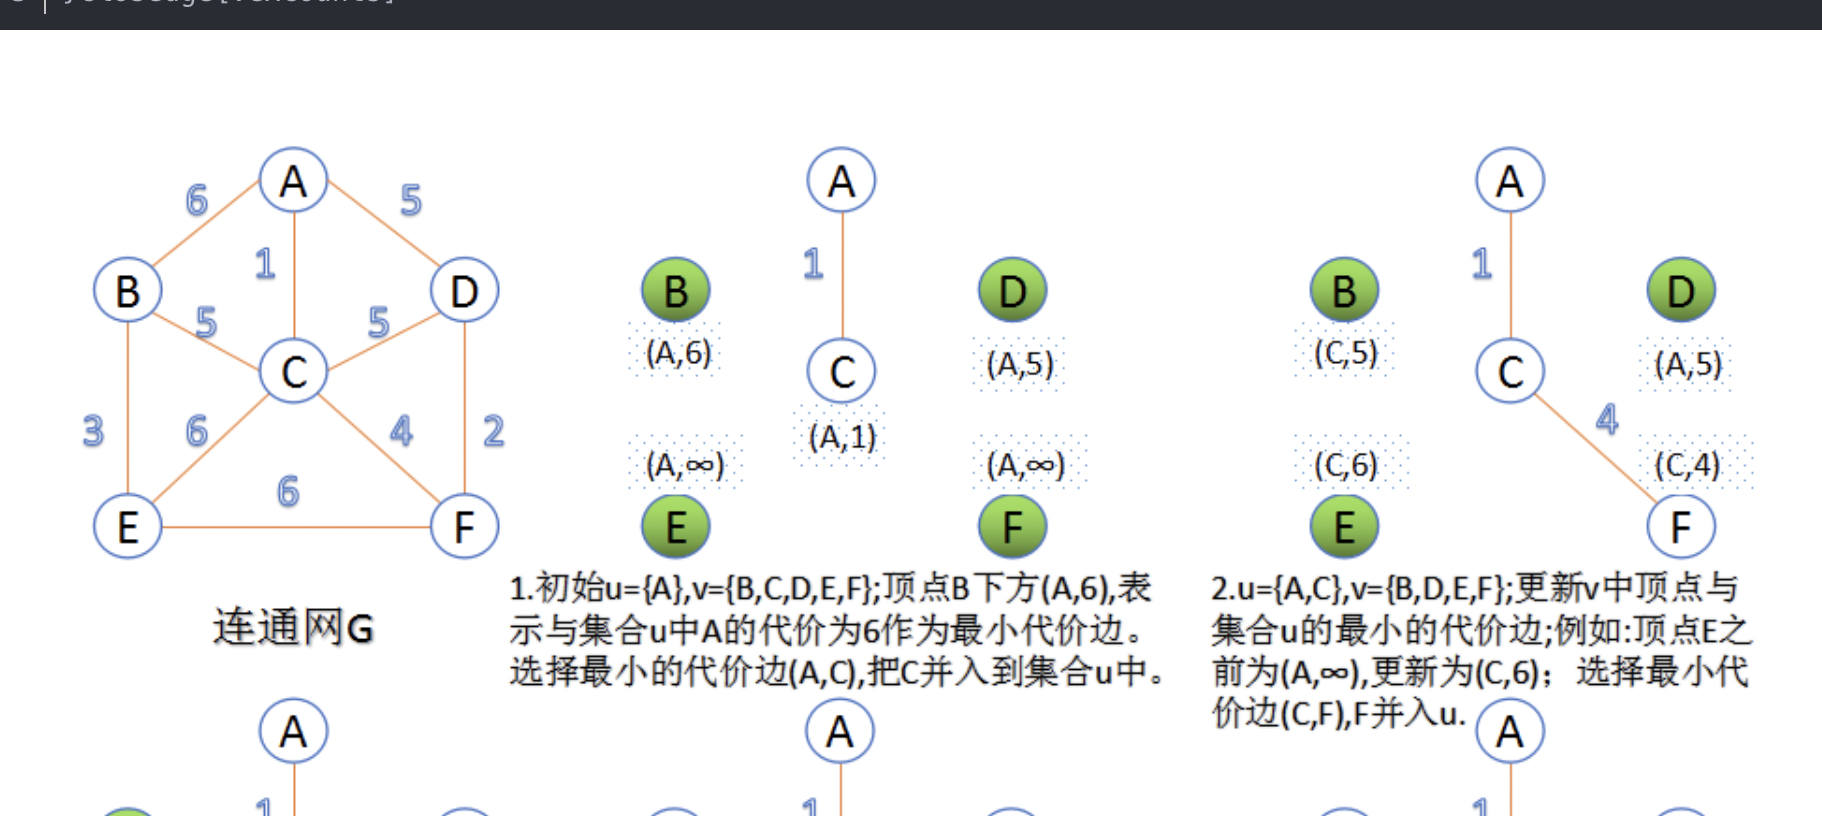 A
6
5
B
1
D
5
5
C
3
6
4
2
6
E
F
连通网G
A
1
B
D
(A,6)
(A,5)
C
(A,1)
(A,∞)
(A,∞)
E
F
1.初始u={A},v={B,C,D,E,F};顶点B下方(A,6),表
示与集合u中A的代价为6作为最小代价边。
选择最小的代价边(A,C),把C并入到集合u中。
A
1
B
D
(C,5)
(A,5)
C
4
(C,6)
(C,4)
E
F
2.u={A,C},v={B,D,E,F};更新v中顶点与
集合u的最小的代价边;例如:顶点E之
前为(A,∞),更新为(C,6)；选择最小代
价边(C,F),F并入u.
A
1
A
1
A
1